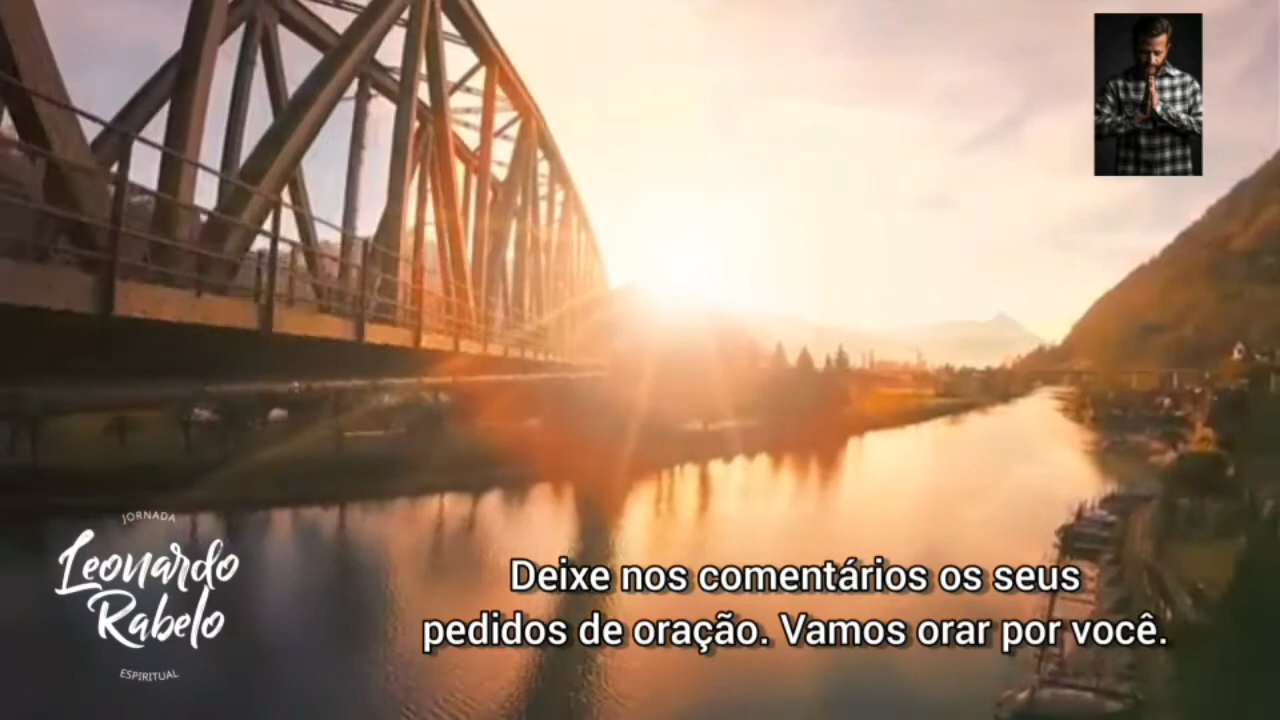 JORNADA
Leonardo
Rabelo
ESPIRITUAL
Deixe nos comentários os seus
pedidos de oração. Vamos orar por você.